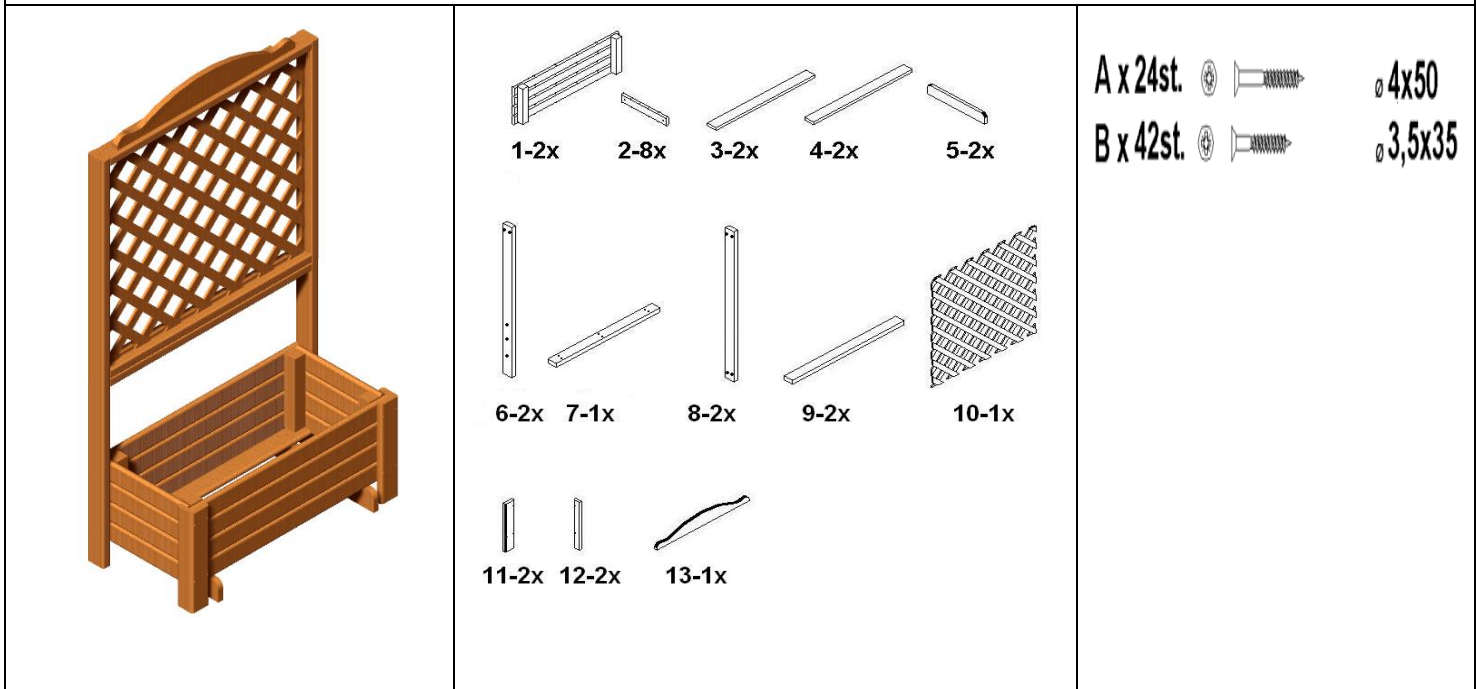 1-2x 2-8x 3-2x 4-2x 5-2x
6-2x 7-1x 8-2x 9-2x 10-1x
11-2x 12-2x 13-1x
A x 24st. ø 4x50
B x 42st. ø 3,5x35